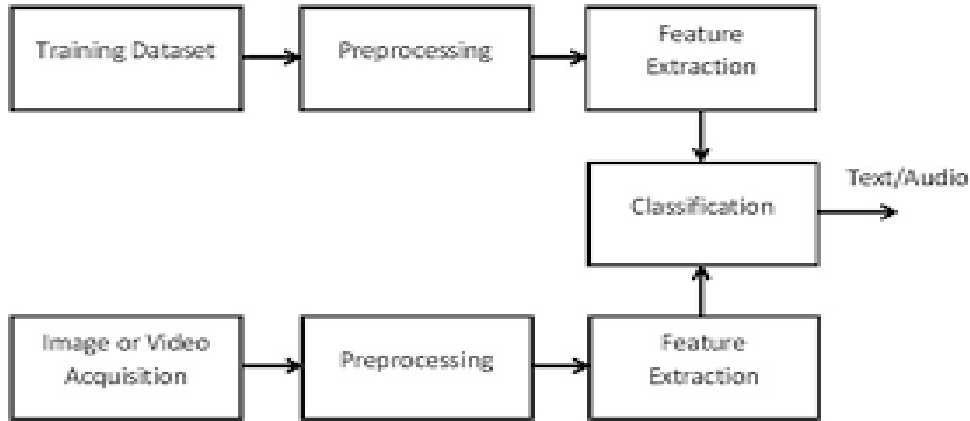 Training Dataset
Preprocessing
Feature
Extraction
Classification
Text/Audio
Image or Video
Acquisition
Preprocessing
Feature
Extraction